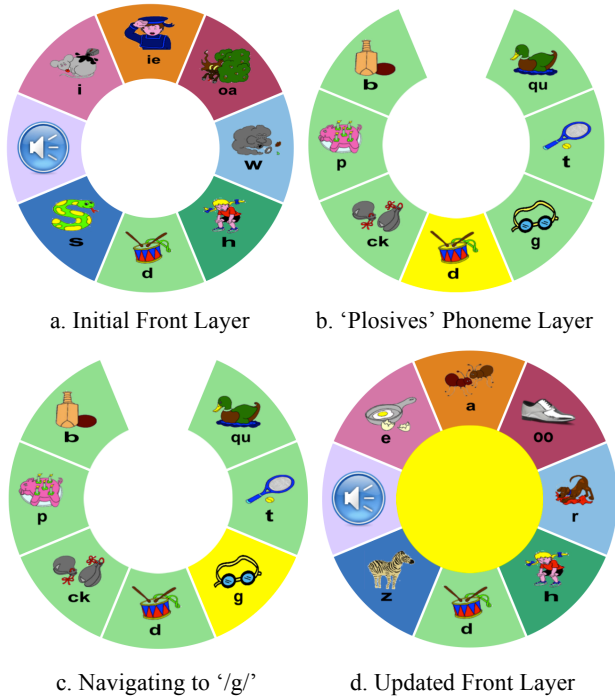 ie
i
oa
w
s
h
d
a. Initial Front Layer
b
qu
p
t
ck
g
d
b. ‘Plosives’ Phoneme Layer
b
qu
p
t
ck
g
d
c. Navigating to ‘/g/’
a
e
oo
r
z
h
d
d. Updated Front Layer